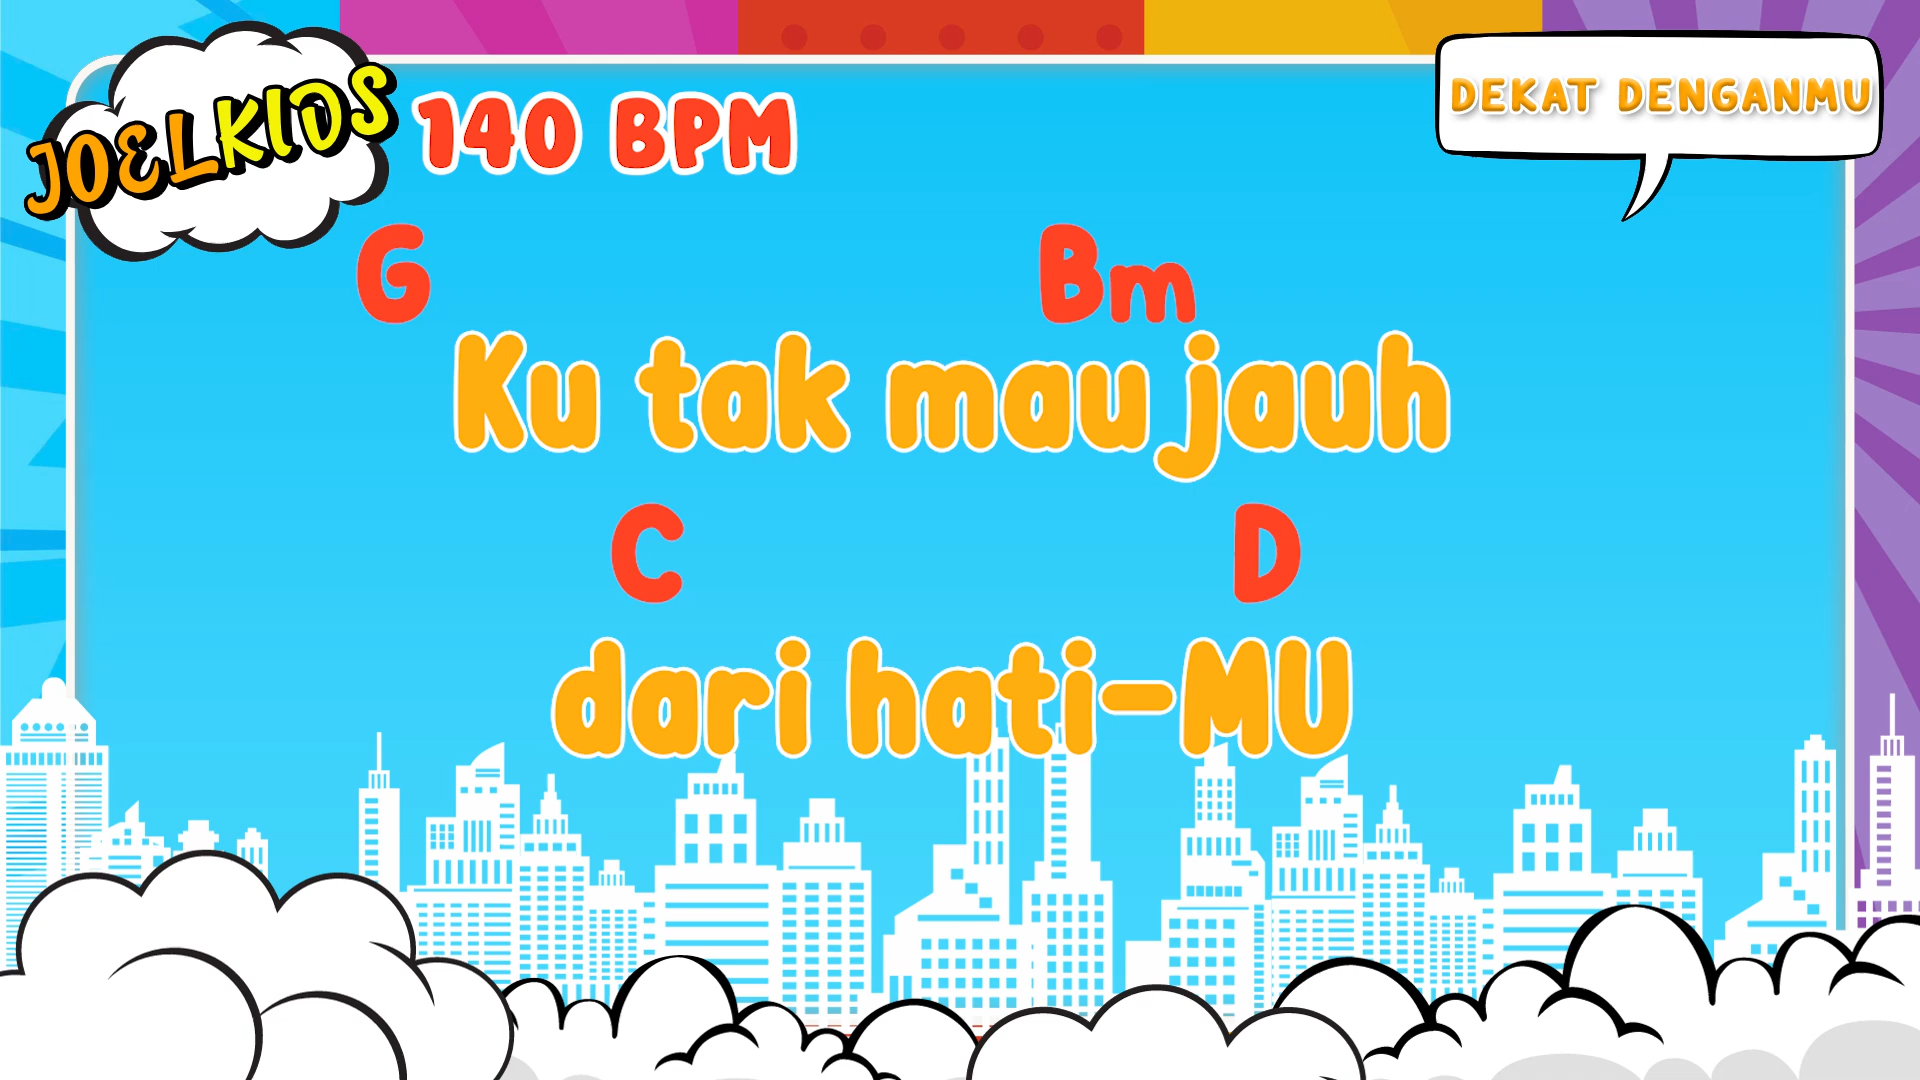 JOELKIDS
140 BPM
DEKAT DENGANMU
G Bm
Ku tak mau jauh
C D
dari hati-MU